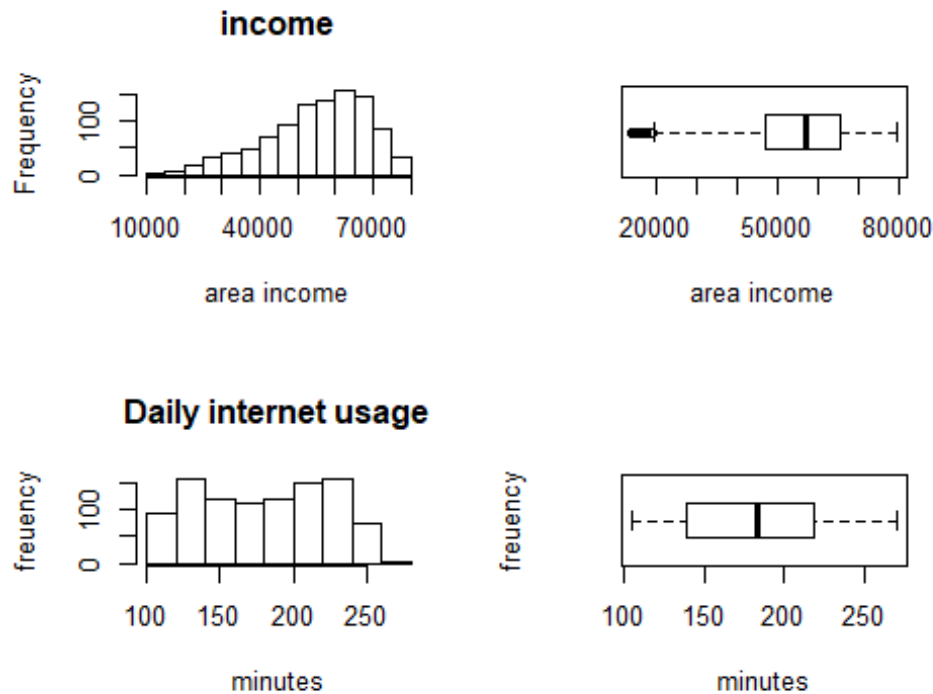 income
Frequency
0 100
10000 40000 70000
area income
20000 50000 80000
area income
Daily internet usage
freuency
0 100
100 150 200 250
minutes
freuency
100 150 200 250
minutes